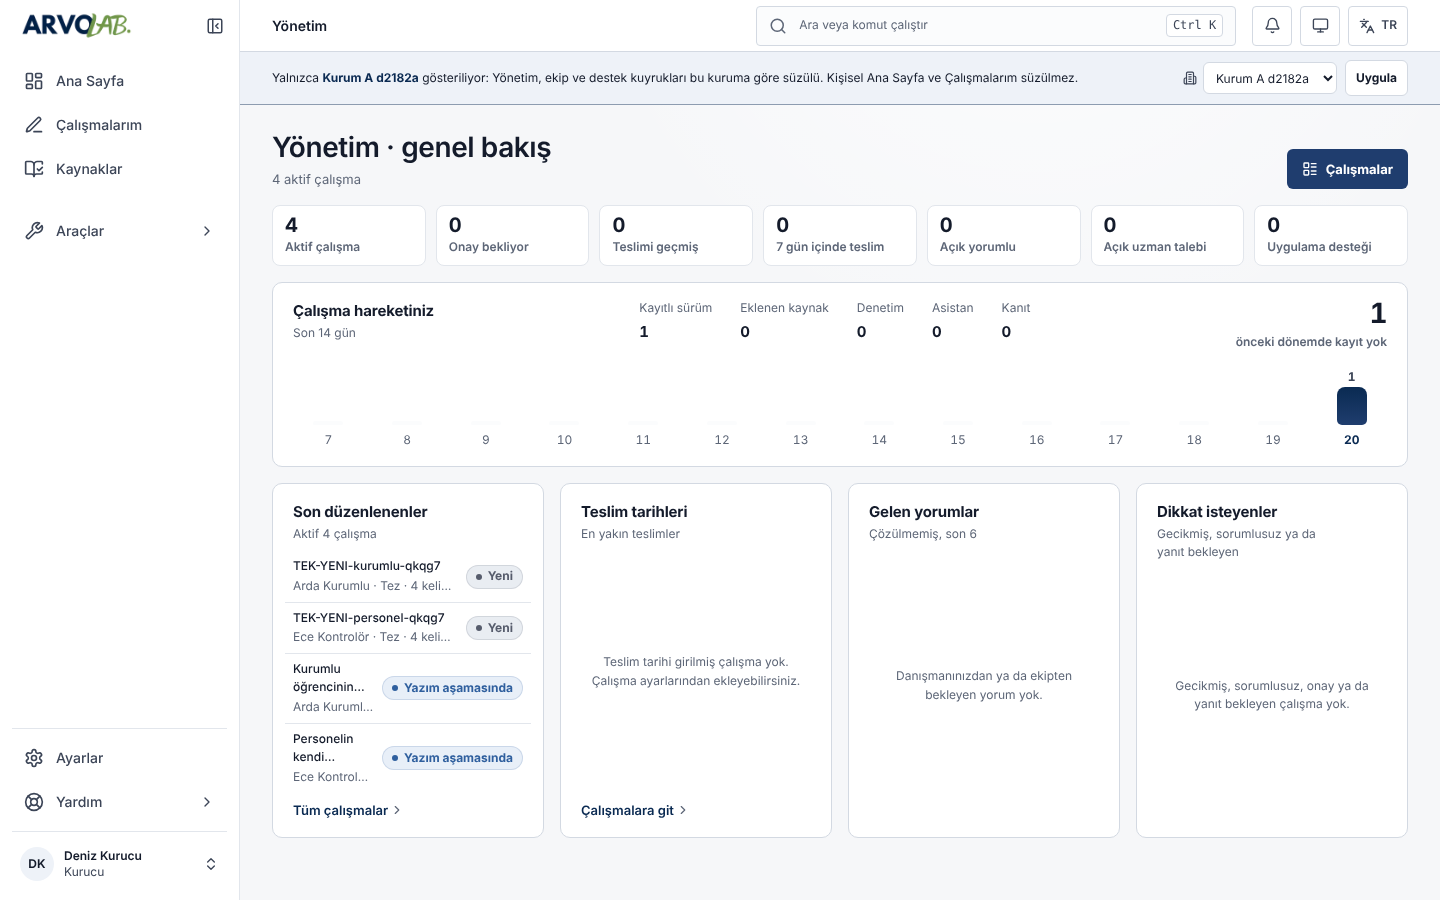 ARVOLAB.
Ana Sayfa
Çalışmalarım
Kaynaklar
Araçlar
Ayarlar
Yardım
DK
Deniz Kurucu
Kurucu
Yönetim
Ara veya komut çalıştır
Ctrl K
TR
Yalnızca Kurum A d2182a gösteriliyor: Yönetim, ekip ve destek kuyrukları bu kuruma göre süzülü. Kişisel Ana Sayfa ve Çalışmalarım süzülmez.
Kurum A d2182a
Uygula
Yönetim · genel bakış
4 aktif çalışma
Çalışmalar
4
Aktif çalışma
0
Onay bekliyor
0
Teslimi geçmiş
0
7 gün içinde teslim
0
Açık yorumlu
0
Açık uzman talebi
0
Uygulama desteği
Çalışma hareketiniz
Son 14 gün
Kayıtlı sürüm
1
Eklenen kaynak
0
Denetim
0
Asistan
0
Kanıt
0
1
önceki dönemde kayıt yok
1
7 8 9 10 11 12 13 14 15 16 17 18 19 20
Son düzenlenenler
Aktif 4 çalışma
TEK-YENI-kurumlu-qkqg7
Arda Kurumlu · Tez · 4 keli...
Yeni
TEK-YENI-personel-qkqg7
Ece Kontrolör · Tez · 4 keli...
Yeni
Kurumlu
öğrencinin...
Arda Kuruml...
Yazım aşamasında
Personelin
kendi...
Ece Kontrol...
Yazım aşamasında
Tüm çalışmalar
Teslim tarihleri
En yakın teslimler
Teslim tarihi girilmiş çalışma yok.
Çalışma ayarlarından ekleyebilirsiniz.
Çalışmalara git
Gelen yorumlar
Çözülmemiş, son 6
Danışmanınızdan ya da ekipten
bekleyen yorum yok.
Dikkat isteyenler
Gecikmiş, sorumlusuz ya da
yanıt bekleyen
Gecikmiş, sorumlusuz, onay ya da
yanıt bekleyen çalışma yok.